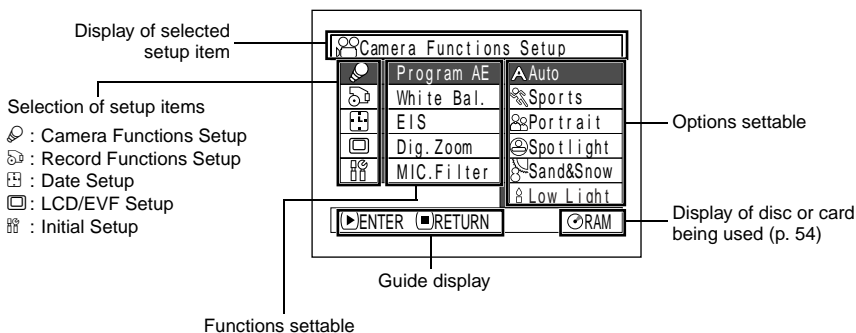 Display of selected
setup item
Camera Functions Setup
Program AE
White Bal.
EIS
Dig. Zoom
MIC. Filter
A Auto
Sports
Portrait
Spotlight
Sand&Snow
Low Light
ENTER RETURN
RAM
Selection of setup items
: Camera Functions Setup
: Record Functions Setup
: Date Setup
: LCD/EVF Setup
: Initial Setup
Options settable
Display of disc or card
being used (p. 54)
Guide display
Functions settable